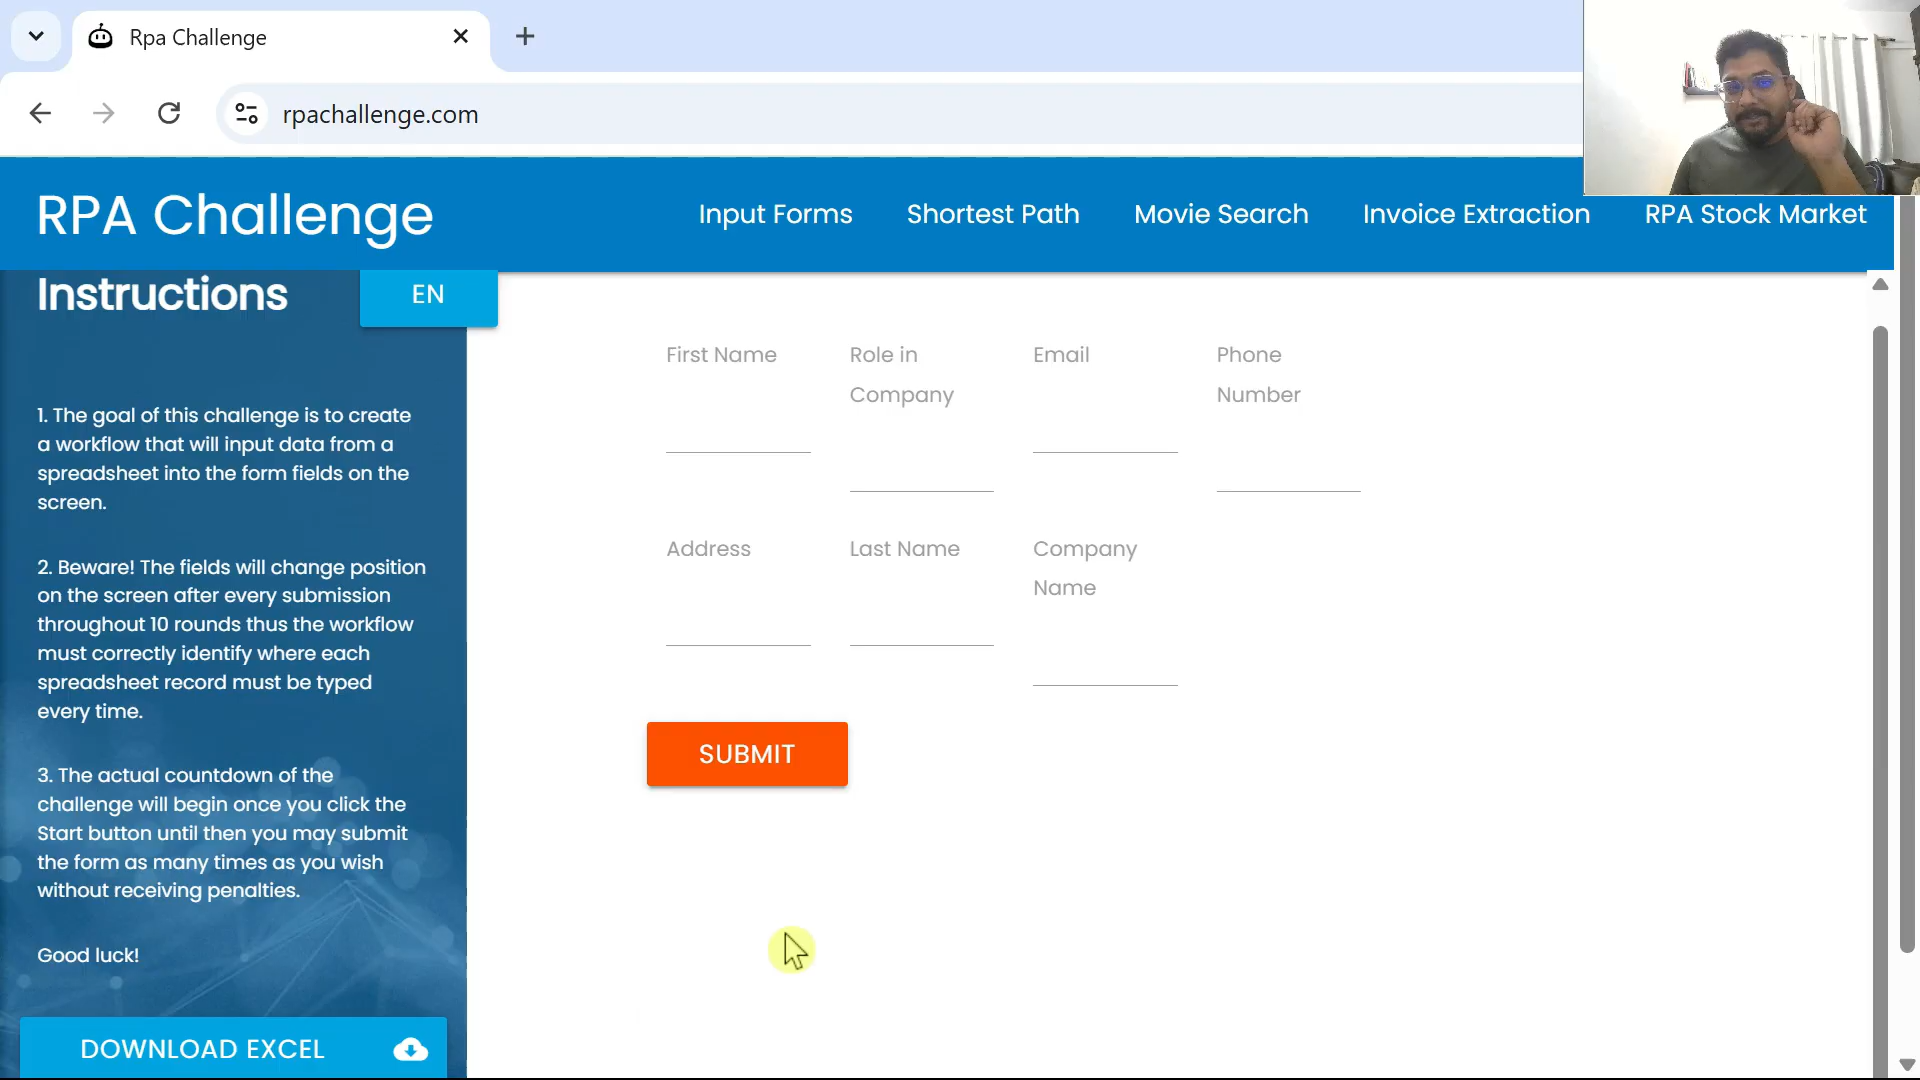 Rpa Challenge
rpachallenge.com
RPA Challenge
Input Forms
Shortest Path
Movie Search
Invoice Extraction
RPA Stock Market
Instructions
EN
1. The goal of this challenge is to create
a workflow that will input data from a
spreadsheet into the form fields on the
screen.
2. Beware! The fields will change position
on the screen after every submission
throughout 10 rounds thus the workflow
must correctly identify where each
spreadsheet record must be typed
every time.
3. The actual countdown of the
challenge will begin once you click the
Start button until then you may submit
the form as many times as you wish
without receiving penalties.
Good luck!
DOWNLOAD EXCEL
First Name
Role in
Company
Email
Phone
Number
Address
Last Name
Company
Name
SUBMIT